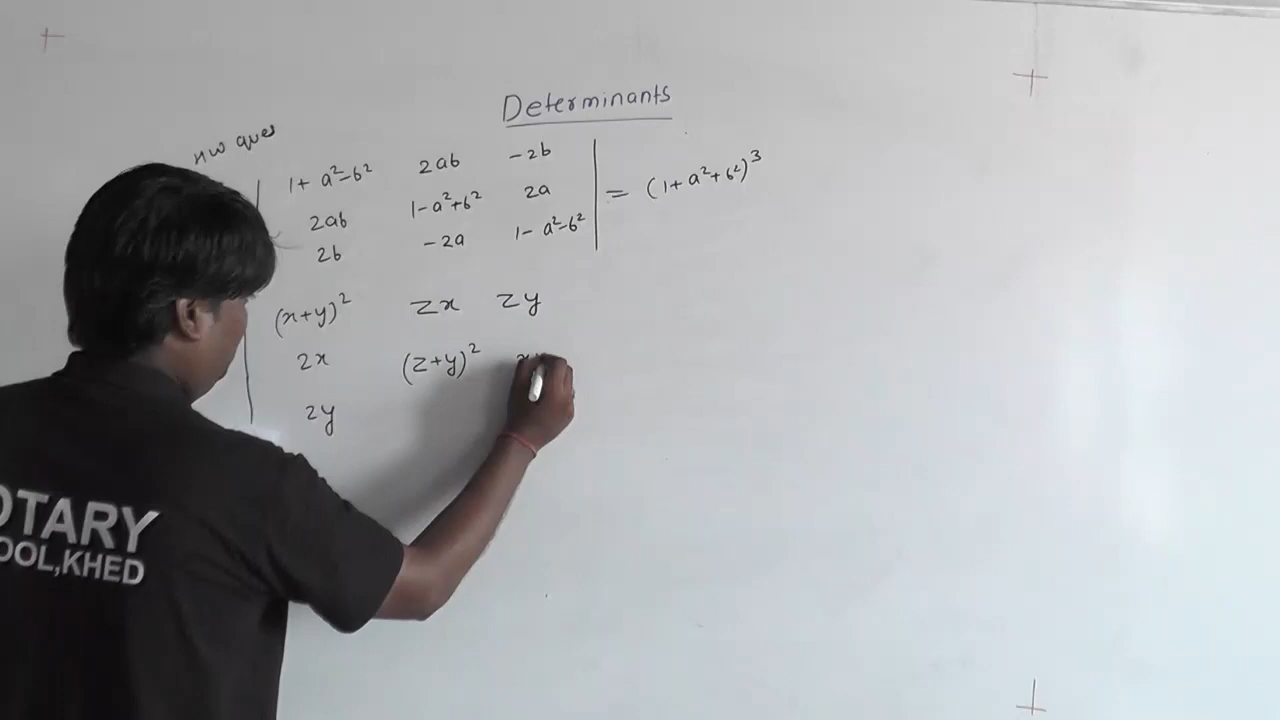 Determinants
HW ques
1+a²-b² 2ab -2b
2ab 1-a²+b² 2a = (1+a²+b²)³
2b -2a 1-a²-b²
(x+y)² zx zy
zx (z+y)²
zy
OTARY
OOL,KHED